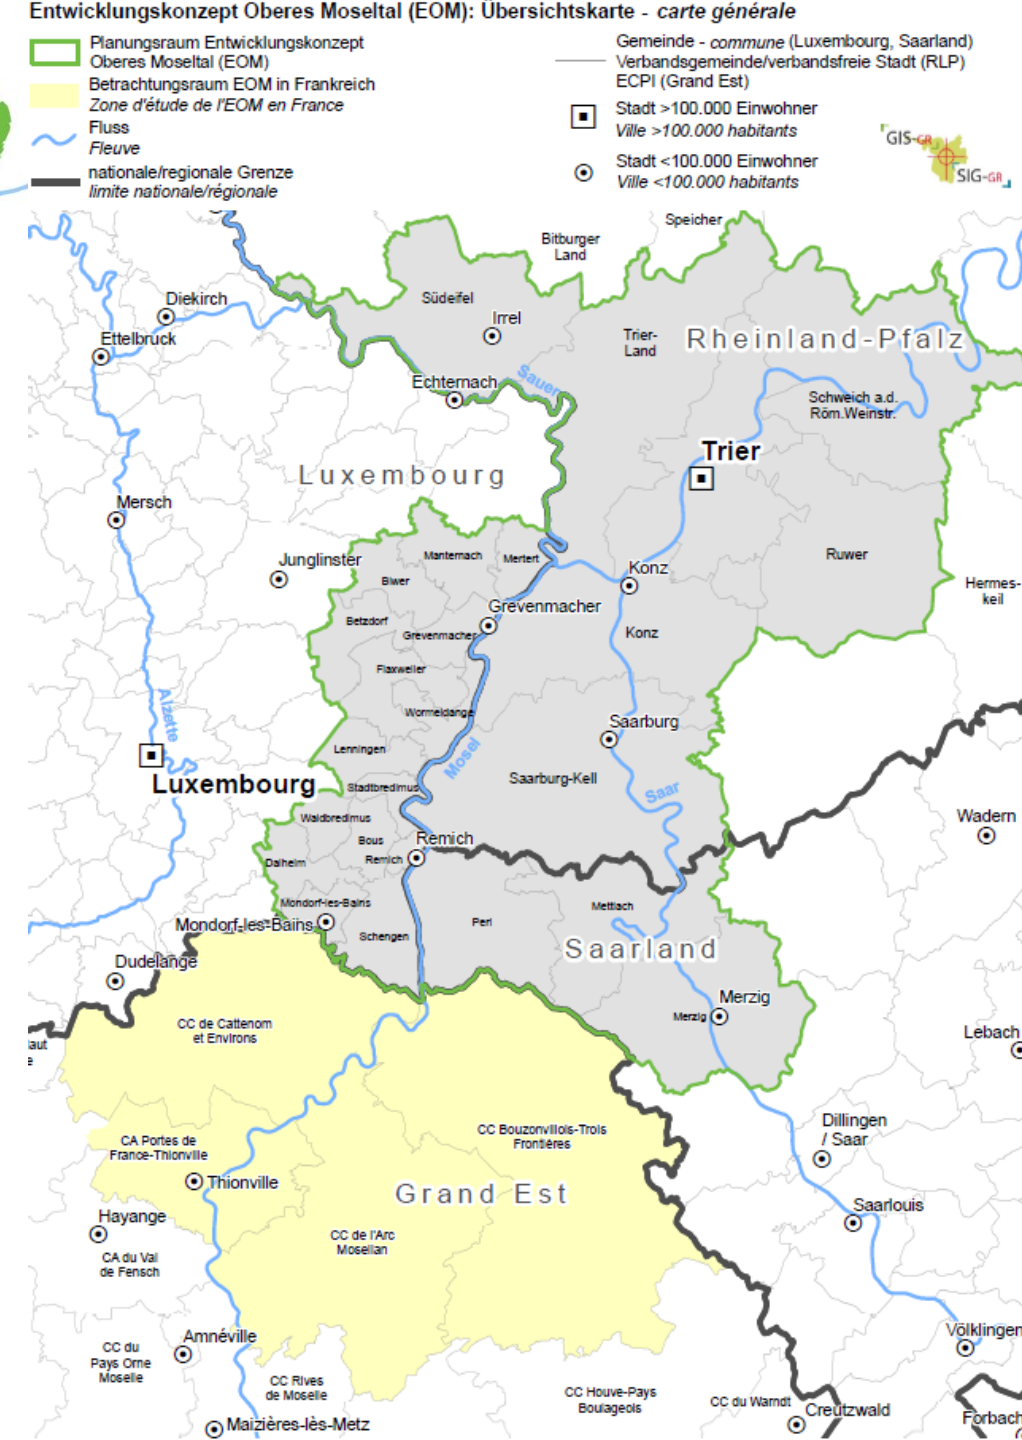 Entwicklungskonzept Oberes Moseltal (EOM): Übersichtskarte - carte générale
Planungsraum Entwicklungskonzept
Oberes Moseltal (EOM)
Betrachtungsraum EOM in Frankreich
Zone d'étude de l'EOM en France
Fluss
Fleuve
nationale/regionale Grenze
limite nationale/régionale
Gemeinde - commune (Luxembourg, Saarland)
Verbandsgemeinde/verbandsfreie Stadt (RLP)
ECPI (Grand Est)
Stadt >100.000 Einwohner
Ville >100.000 habitants
Stadt <100.000 Einwohner
Ville <100.000 habitants
GIS-GR
SIG-GR
Speicher
Bitburger
Land
Südeifel
Diekirch
Irrel
Ettelbruck
Trier-
Land
Rheinland-Pfalz
Echternach
Sauer
Schweich a.d.
Röm.Weinstr.
Trier
Luxembourg
Mersch
Junglinster
Manternach
Mertert
Ruwer
Biwer
Konz
Hermes-
keil
Grevenmacher
Betzdorf
Grevenmacher
Konz
Flaxweiler
Wormeldange
Alzette
Saarburg
Lenningen
Mosel
Luxembourg
Stadtbredimus
Saarburg-Kell
Saar
Waldbredimus
Wadern
Bous
Remich
Remich
Dalheim
Mondorf-les-Bains
Mettlach
Mondorf-les-Bains
Perl
Schengen
Saarland
Dudelange
Merzig
Merzig
CC de Cattenom
et Environs
Lebach
aut
e
Dillingen
/ Saar
CC Bouzonvillois-Trois
Frontières
CA Portes de
France-Thionville
Thionville
Grand Est
Saarlouis
Hayange
CC de l'Arc
Mosellan
CA du Val
de Fensch
Völklingen
Amnéville
CC du
Pays Orne
Moselle
CC Rives
de Moselle
CC Houve-Pays
Boulageois
CC du Warndt
Creutzwald
Forbach
Maizières-lès-Metz